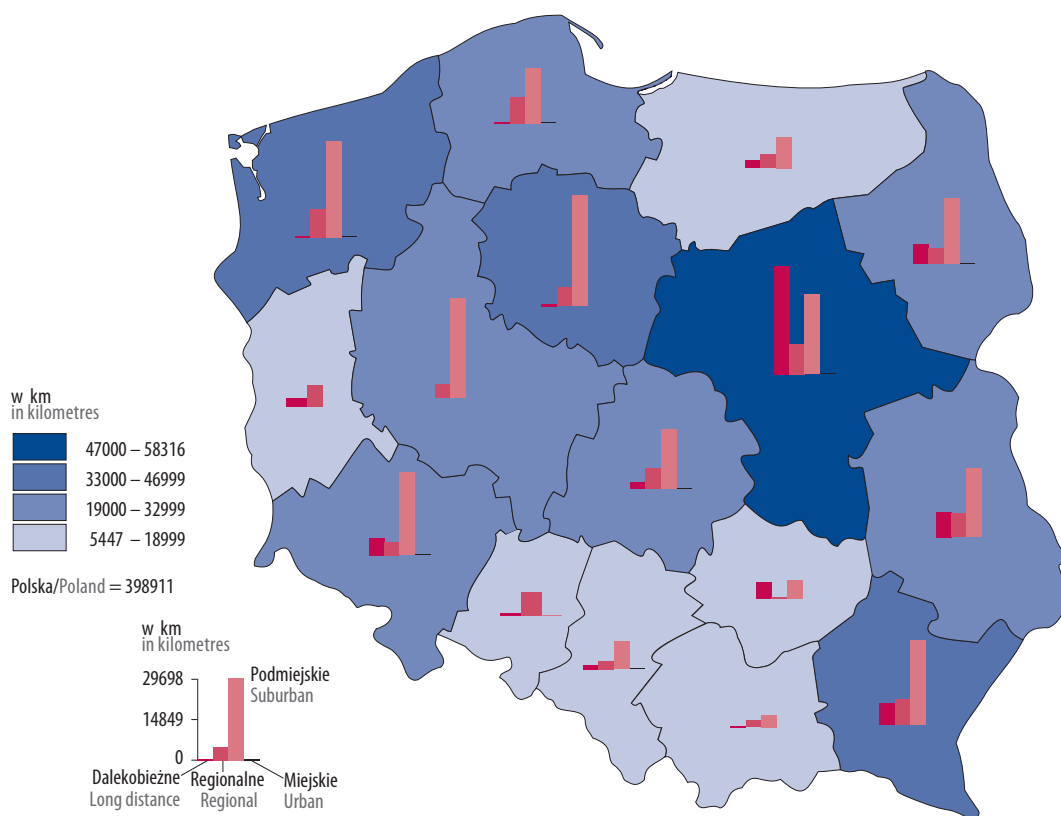 w km
in kilometres
47000 – 58316
33000 – 46999
19000 – 32999
5447 – 18999
Polska/Poland = 398911
w km
in kilometres
29698
14849
0
Podmiejskie
Suburban
Dalekobieżne
Long distance
Regionalne
Regional
Miejskie
Urban